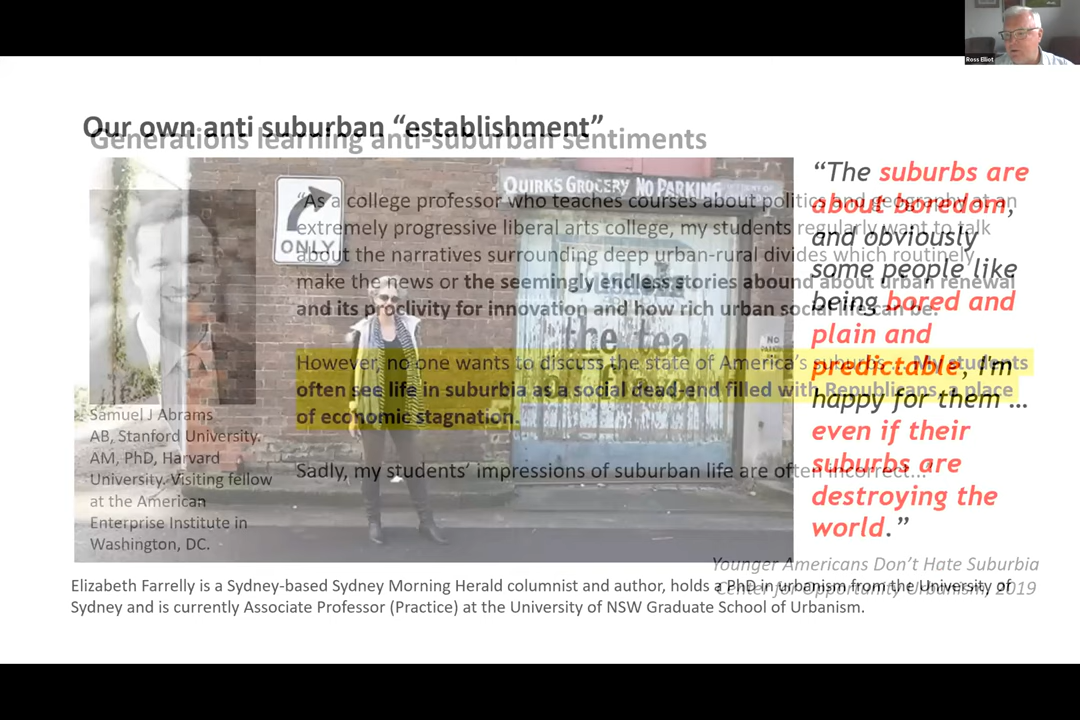 Ross Elliot
Our own anti suburban “establishment”
Generations learning anti-suburban sentiments
QUIRKS GROCERY NO PARKING
ONLY
the tea
“As a college professor who teaches courses about politics and geography at an
extremely progressive liberal arts college, my students regularly want to talk
about the narratives surrounding deep urban-rural divides which routinely
make the news or the seemingly endless stories abound about urban renewal
and its proclivity for innovation and how rich urban social life can be.
However, no one wants to discuss the state of America’s suburbs... My students
often see life in suburbia as a social dead-end filled with Republicans, a place
of economic stagnation.
Sadly, my students’ impressions of suburban life are often incorrect...”
Samuel J Abrams
AB, Stanford University.
AM, PhD, Harvard
University. Visiting fellow
at the American
Enterprise Institute in
Washington, DC.
“The suburbs are
about boredom,
and obviously
some people like
being bored and
plain and
predictable, I'm
happy for them ...
even if their
suburbs are
destroying the
world.”
Younger Americans Don’t Hate Suburbia
Center for Opportunity Urbanism, 2019
Elizabeth Farrelly is a Sydney-based Sydney Morning Herald columnist and author, holds a PhD in urbanism from the University of
Sydney and is currently Associate Professor (Practice) at the University of NSW Graduate School of Urbanism.